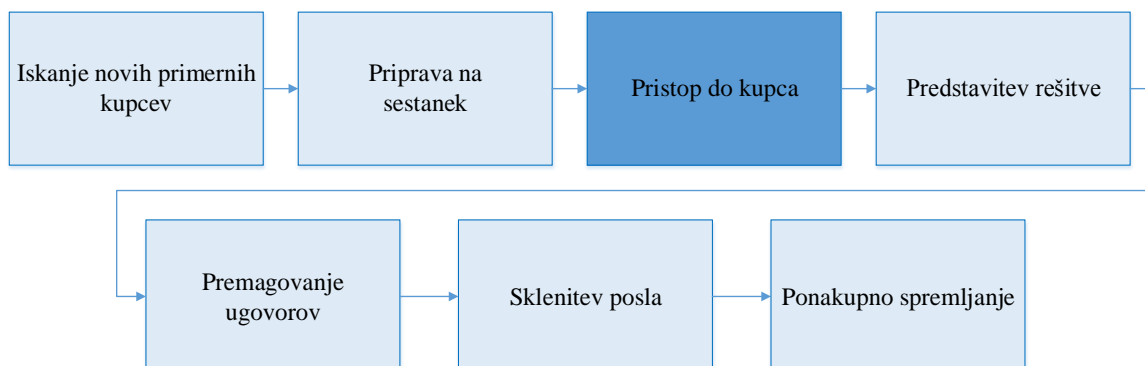 Iskanje novih primernih
kupcev
Priprava na
sestanek
Pristop do kupca
Predstavitev rešitve
Premagovanje
ugovorov
Sklenitev posla
Ponakupno spremljanje